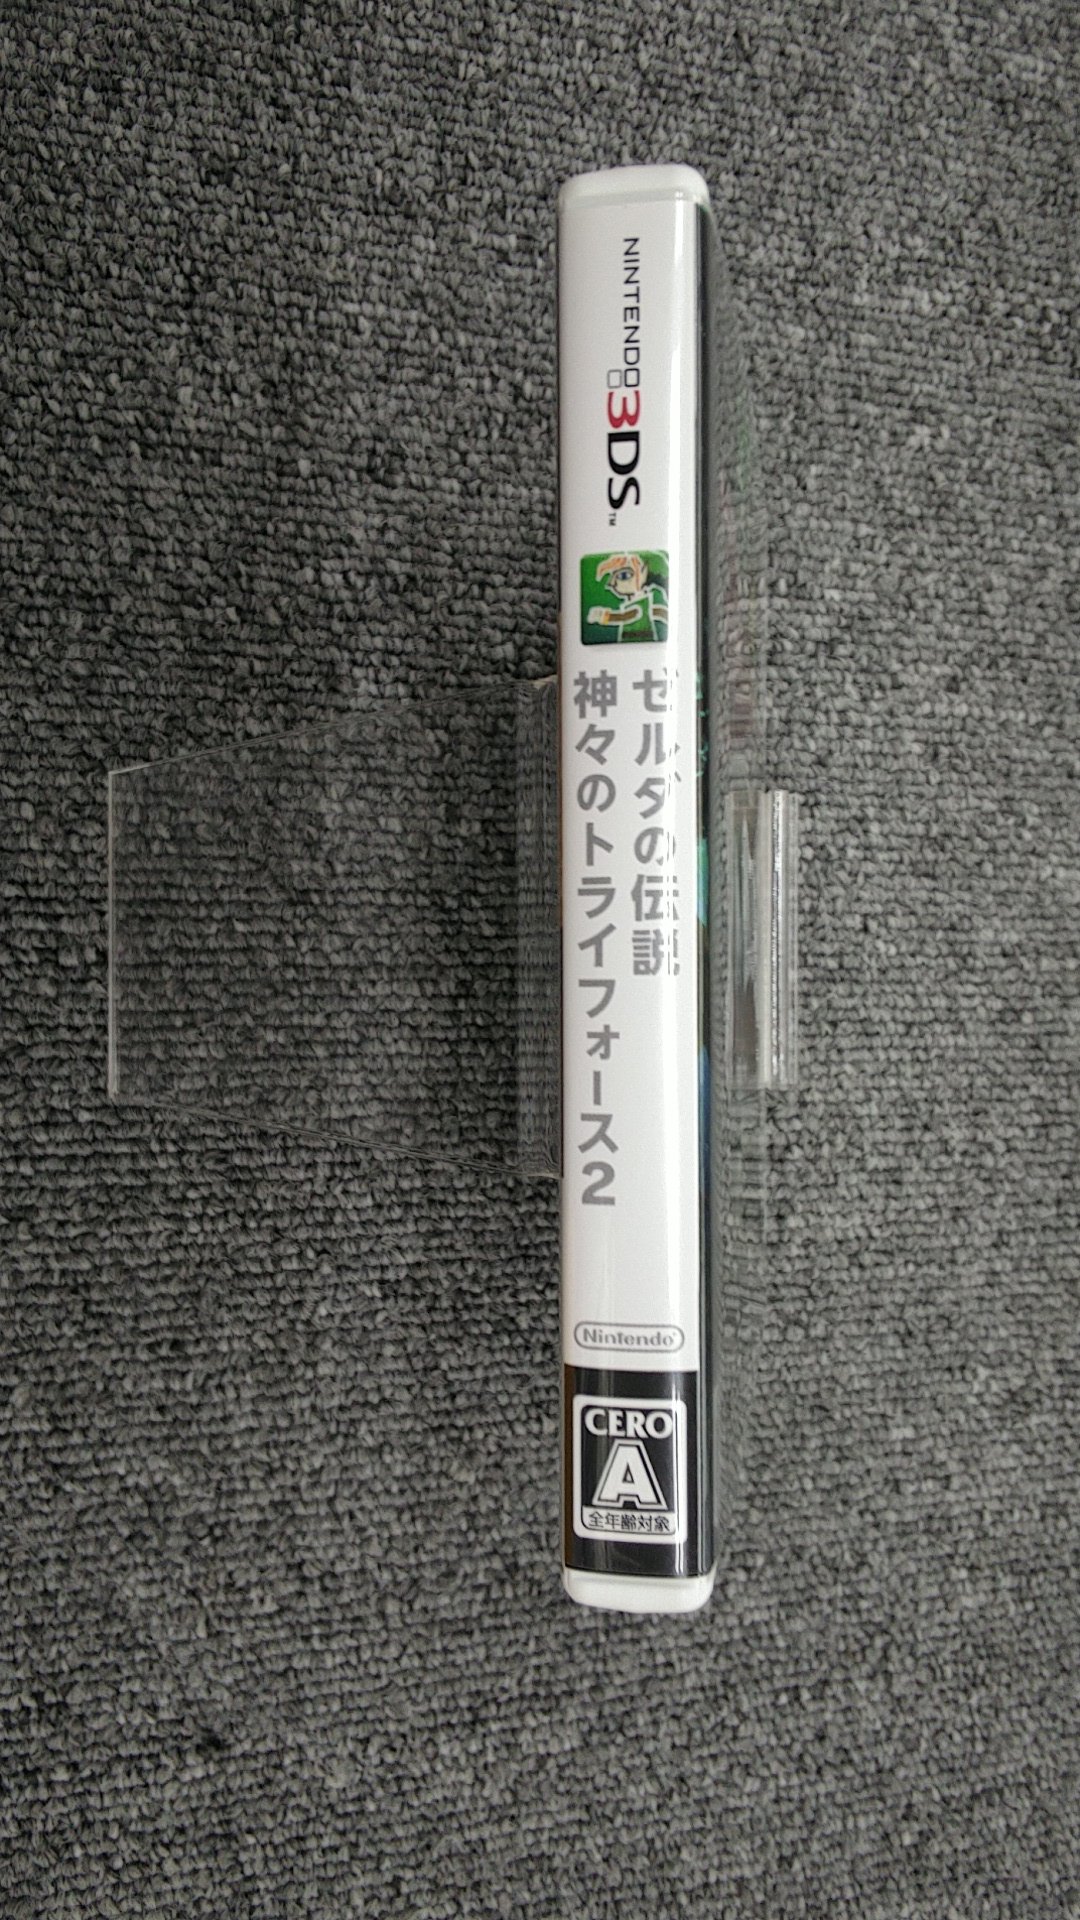 NINTENDO 3DS™
ゼルダの伝説
神々のトライフォース2
Nintendo
CERO
A
全年齢対象